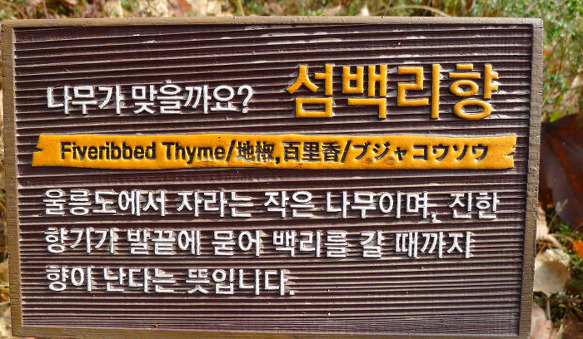 나무가 맞을까요? 섬백리향
Fiveribbed Thyme/地椒,百里香/ブジャコウソウ
울릉도에서 자라는 작은 나무이며, 진한
향기가 발끝에 묻어 백리를 갈 때까지
향이 난다는 뜻입니다.